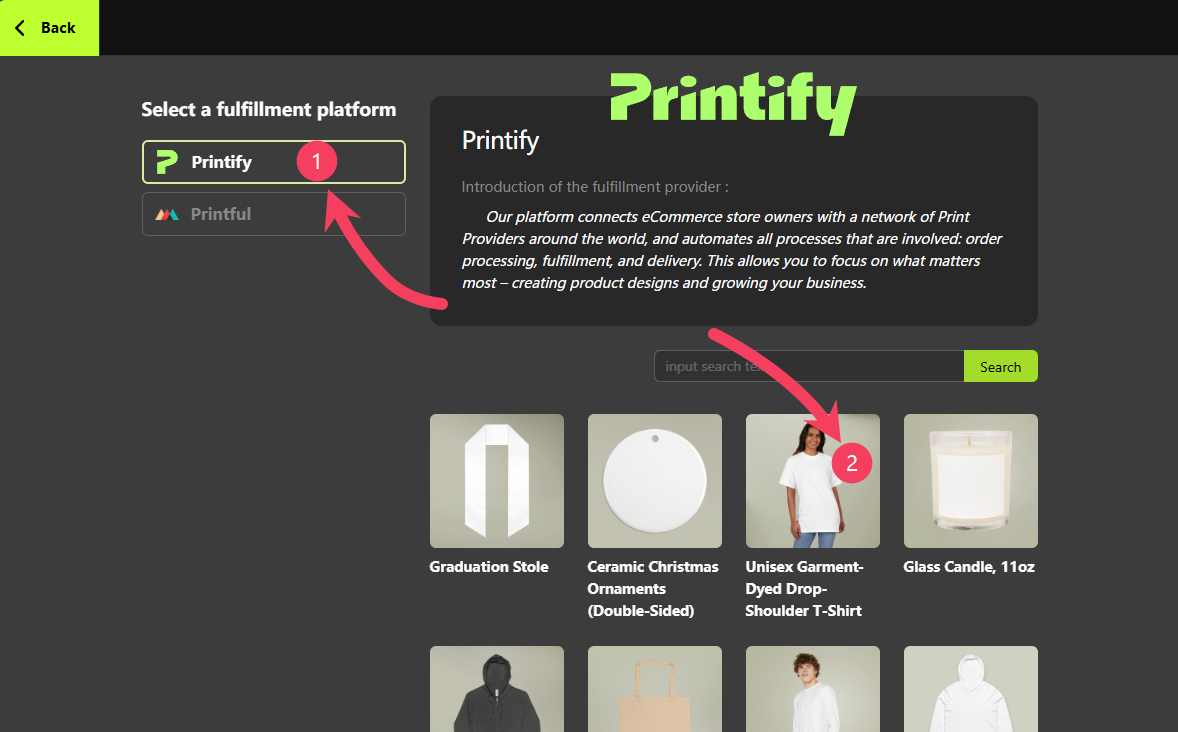 Back
Select a fulfillment platform
Printify
1
Printful
Printify
Printify
Introduction of the fulfillment provider :
Our platform connects eCommerce store owners with a network of Print
Providers around the world, and automates all processes that are involved: order
processing, fulfillment, and delivery. This allows you to focus on what matters
most – creating product designs and growing your business.
input search
Search
2
Graduation Stole
Ceramic Christmas
Ornaments
(Double-Sided)
Unisex Garment-
Dyed Drop-
Shoulder T-Shirt
Glass Candle, 11oz